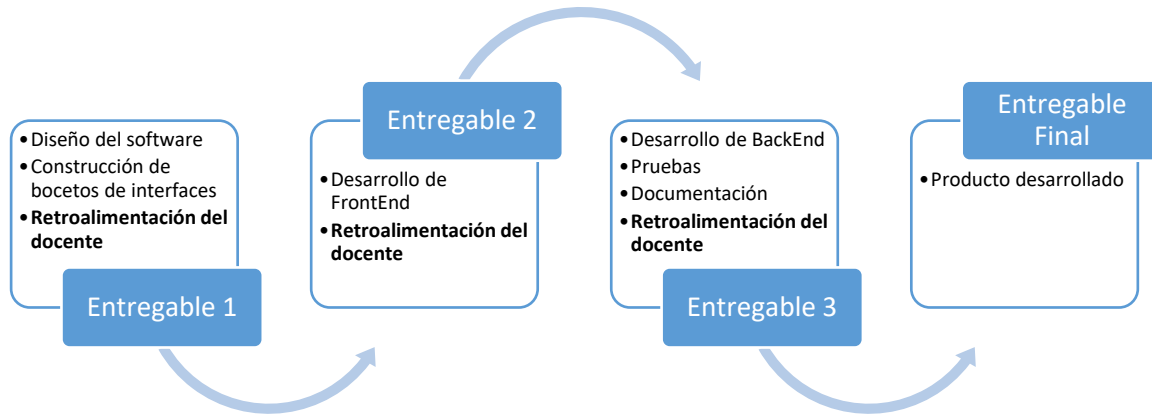 •Diseño del software
•Construcción de
bocetos de interfaces
•Retroalimentación del
docente
Entregable 1
Entregable 2
•Desarrollo de
FrontEnd
•Retroalimentación del
docente
•Desarrollo de BackEnd
•Pruebas
•Documentación
•Retroalimentación del
docente
Entregable 3
Entregable
Final
•Producto desarrollado